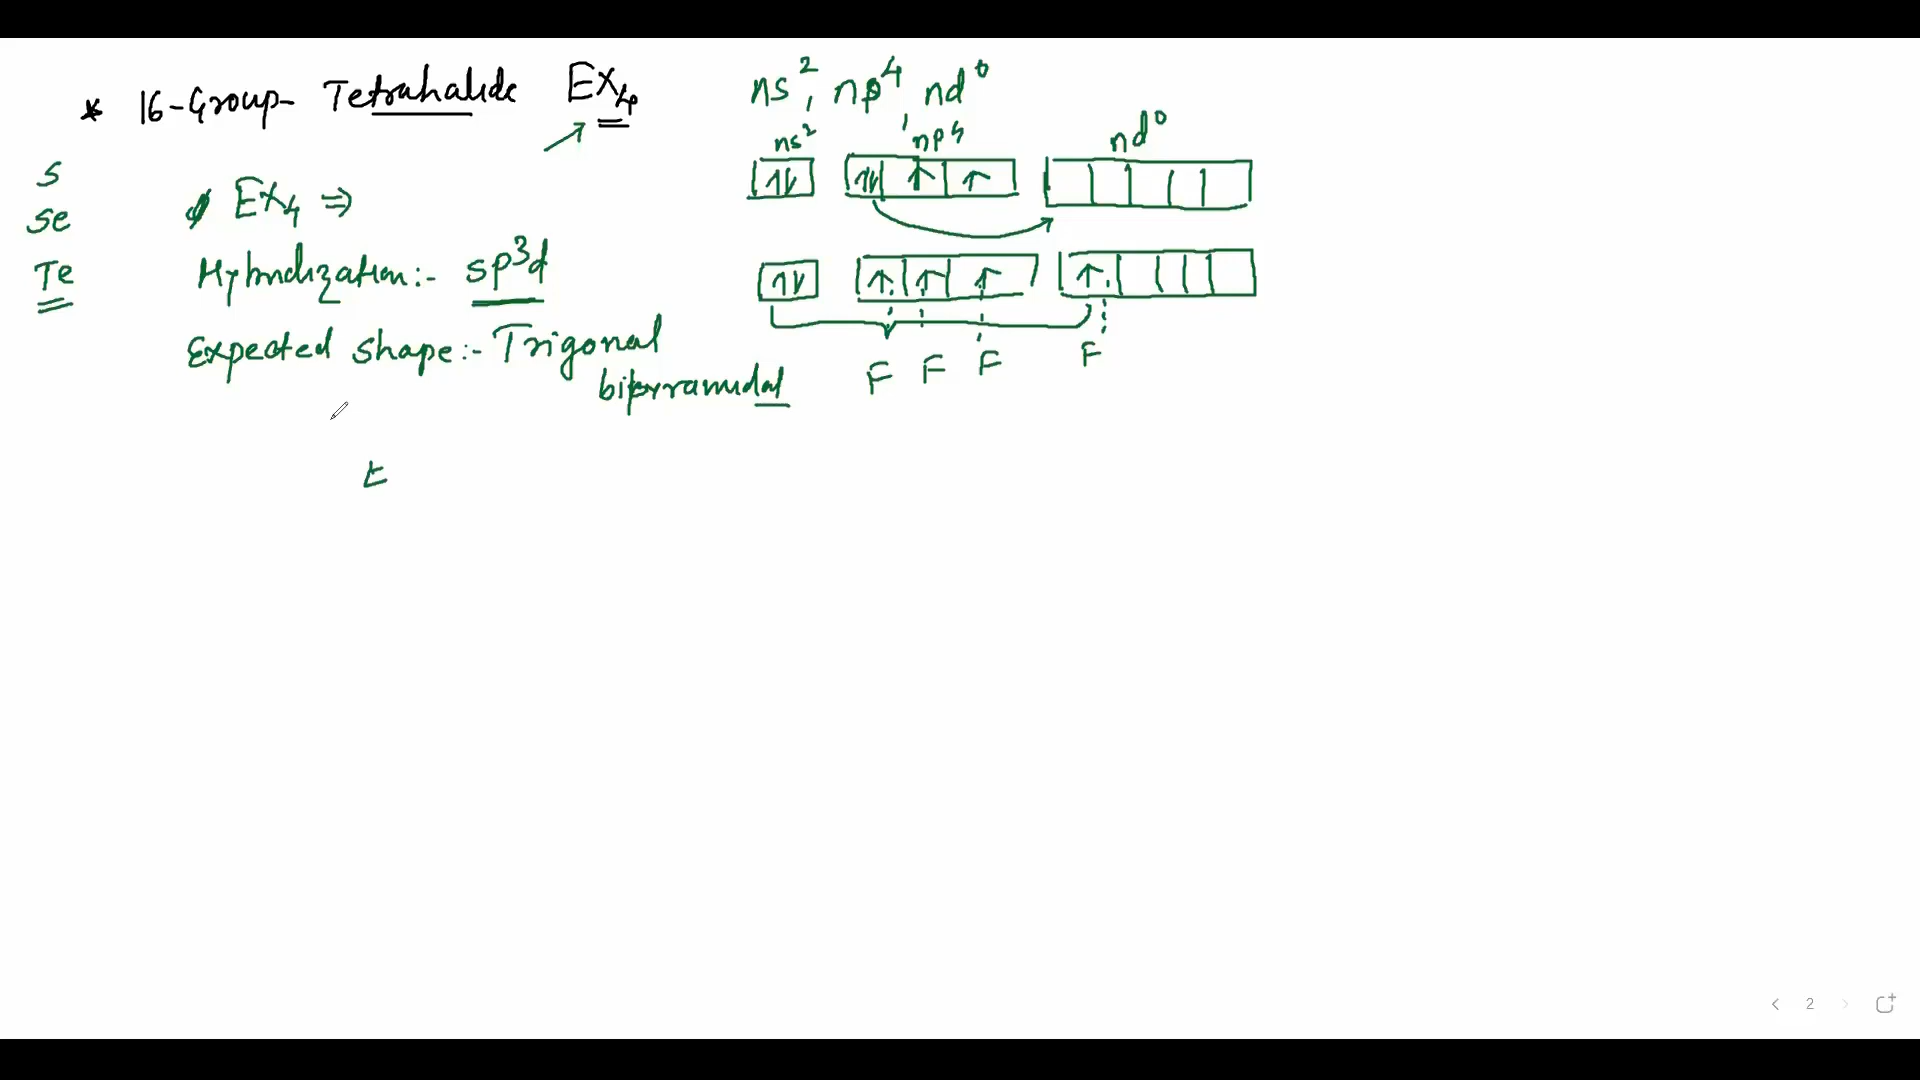 * 16-Group- Tetrahalide EX₄
ns², np⁴, nd⁰
ns² np⁴ nd⁰
S
Se
Te
EX₄ ⇒
Hybridization:- sp³d
Expected shape:- Trigonal
bipyramidal
F F F F
E
2